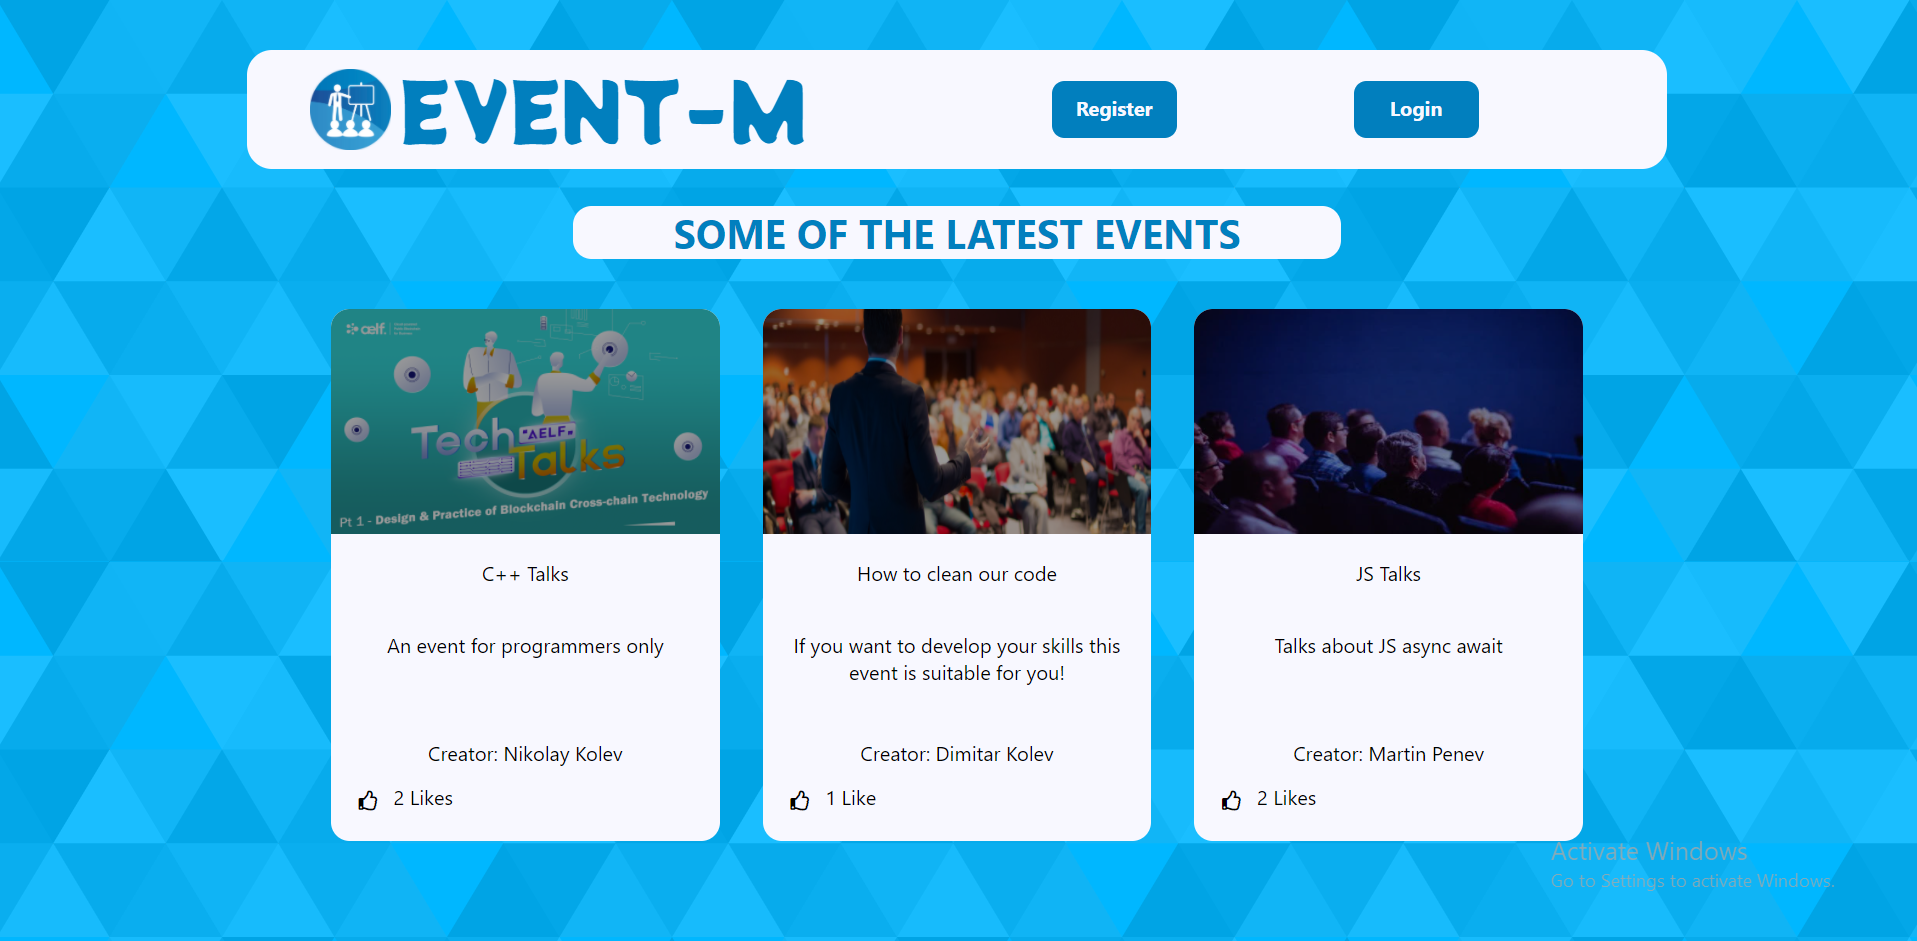 EVENT-M
Register
Login
SOME OF THE LATEST EVENTS
ælf.
Tech
AELF
Talks
Pt 1 - Design & Practice of Blockchain Cross-chain Technology
C++ Talks
An event for programmers only
Creator: Nikolay Kolev
2 Likes
How to clean our code
If you want to develop your skills this
event is suitable for you!
Creator: Dimitar Kolev
1 Like
JS Talks
Talks about JS async await
Creator: Martin Penev
2 Likes
Activate Windows
Go to Settings to activate Windows.